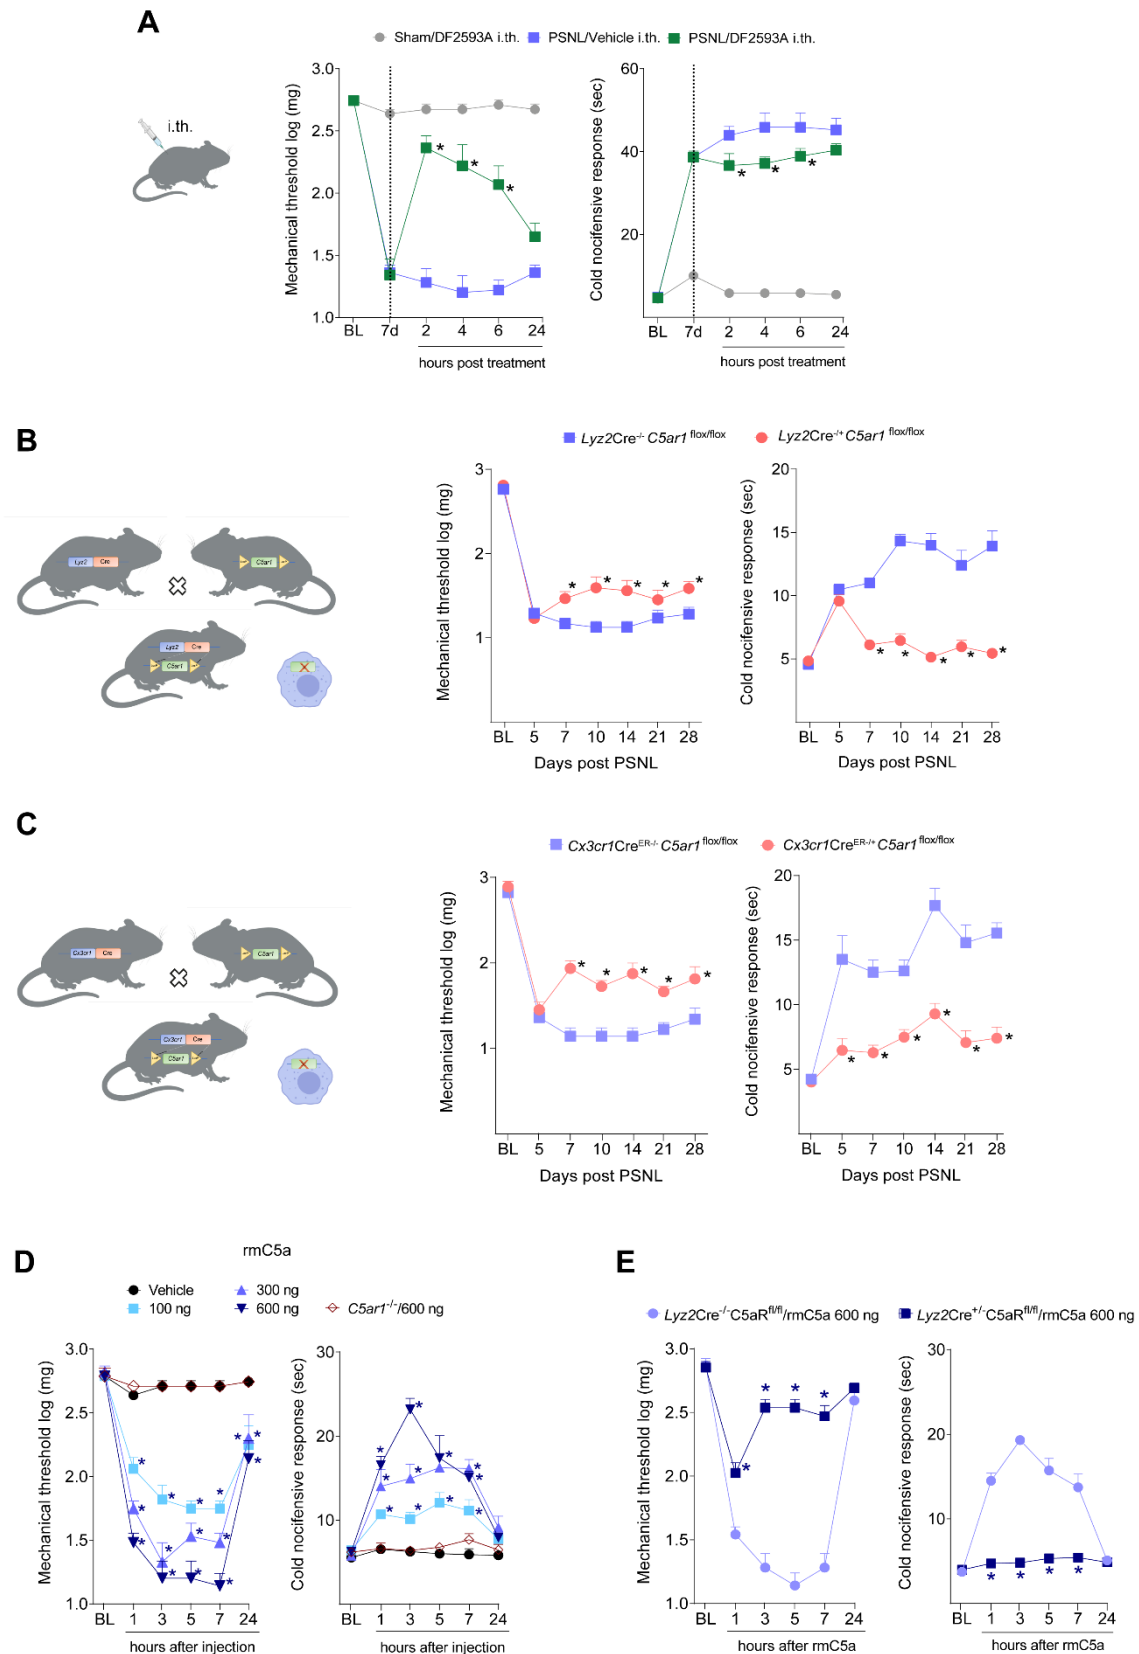 A
Sham/DF2593A i.th. PSNL/Vehicle i.th. PSNL/DF2593A i.th.
i.th.
Mechanical threshold log (mg)
3.0
2.5
2.0
1.5
1.0
BL 7d 2 4 6 24
hours post treatment
Cold nocifensive response (sec)
60
40
20
BL 7d 2 4 6 24
hours post treatment
B
Lyz2Cre-/- C5ar1 flox/flox Lyz2Cre-/+ C5ar1 flox/flox
Lyz2 Cre
C5ar1
Lyz2 Cre
C5ar1
Mechanical threshold log (mg)
3
2
1
* * * * *
BL 5 7 10 14 21 28
Days post PSNL
Cold nocifensive response (sec)
20
15
10
5
* * * * *
BL 5 7 10 14 21 28
Days post PSNL
C
Cx3cr1CreER-/- C5ar1 flox/flox Cx3cr1CreER-/+ C5ar1 flox/flox
Cx3cr1 Cre
C5ar1
Cx3cr1 Cre
C5ar1
Mechanical threshold log (mg)
3
2
1
* * * * *
BL 5 7 10 14 21 28
Days post PSNL
Cold nocifensive response (sec)
20
15
10
5
* * * * * *
BL 5 7 10 14 21 28
Days post PSNL
D
rmC5a
Vehicle 300 ng
100 ng 600 ng C5ar1-/-/600 ng
Mechanical threshold log (mg)
3.0
2.5
2.0
1.5
1.0
BL 1 3 5 7 24
hours after injection
Cold nocifensive response (sec)
30
20
10
BL 1 3 5 7 24
hours after injection
E
Lyz2Cre-/-C5aRfl/fl/rmC5a 600 ng Lyz2Cre+/-C5aRfl/fl/rmC5a 600 ng
Mechanical threshold log (mg)
3.0
2.5
2.0
1.5
1.0
* * * *
BL 1 3 5 7 24
hours after rmC5a
Cold nocifensive response (sec)
30
20
10
* * * *
BL 1 3 5 7 24
hours after rmC5a